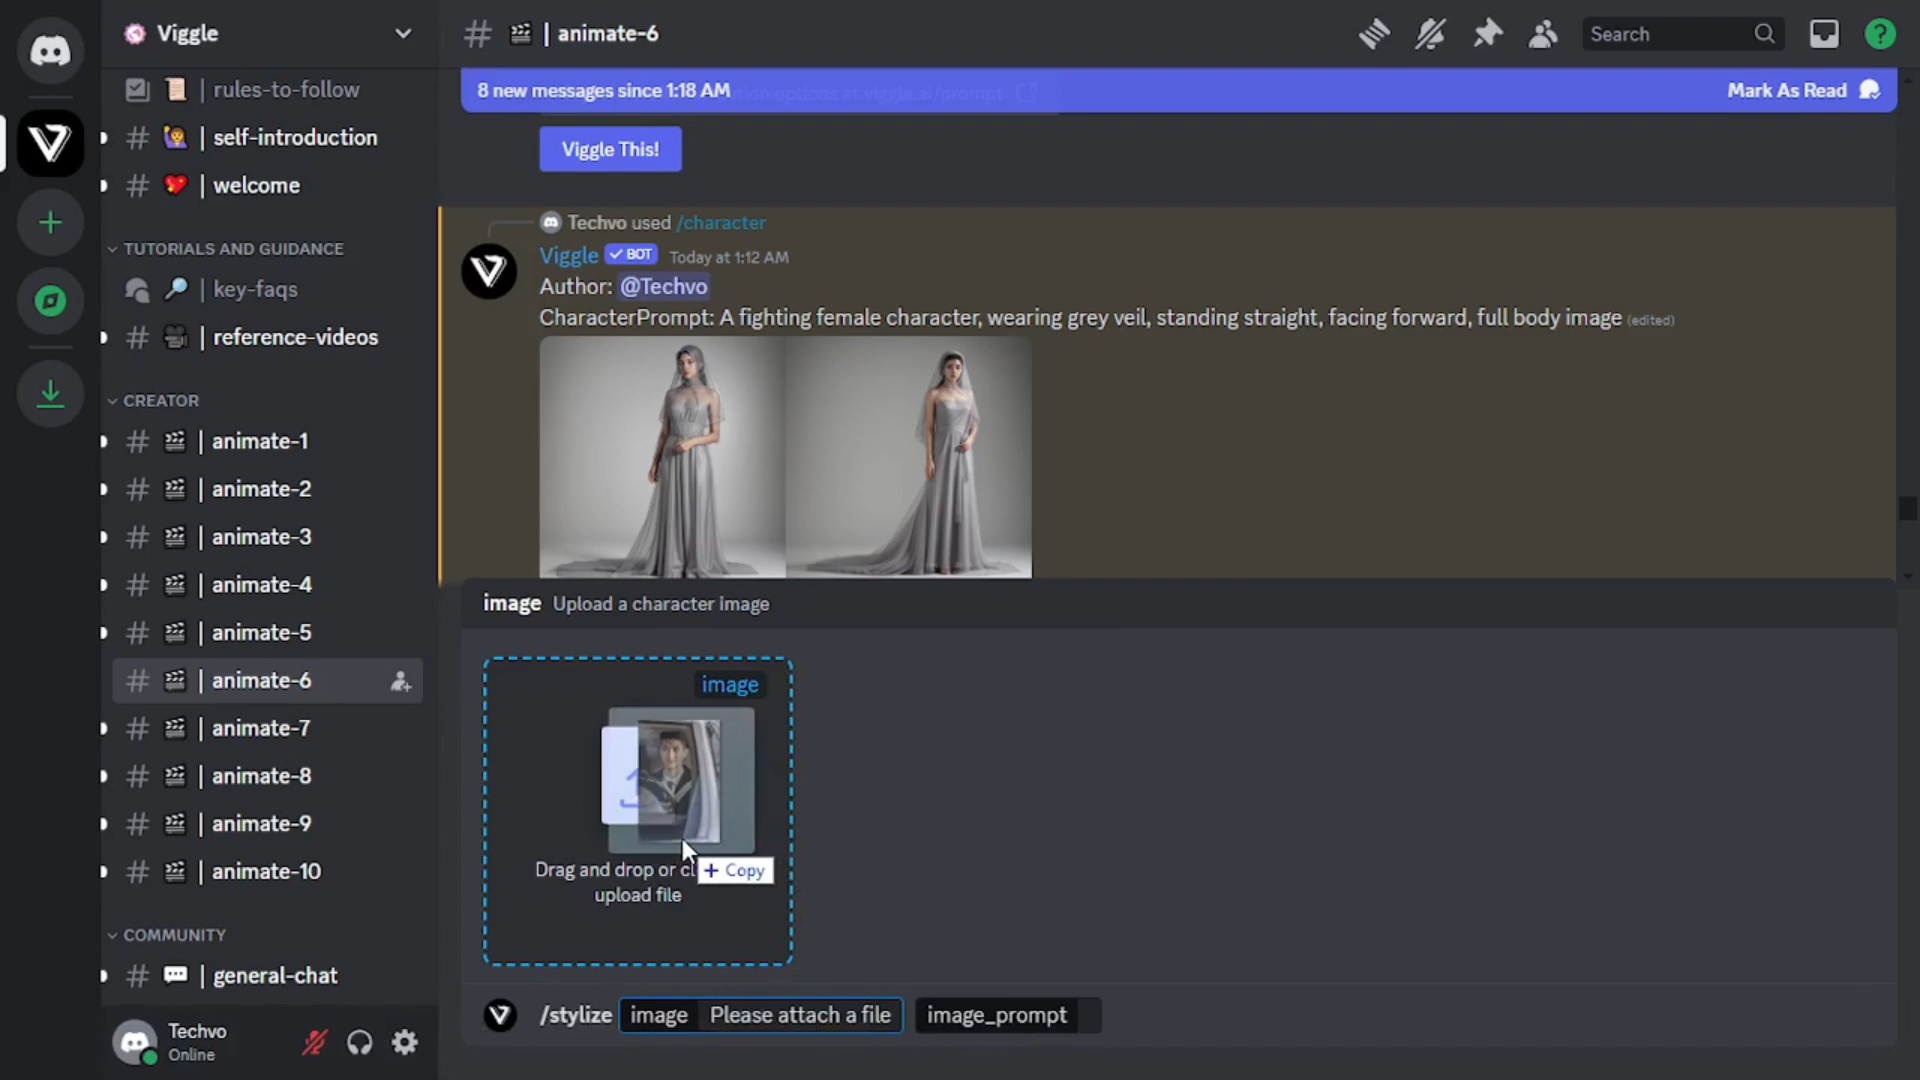 Viggle
| rules-to-follow
| self-introduction
| welcome
TUTORIALS AND GUIDANCE
| key-faqs
| reference-videos
CREATOR
| animate-1
| animate-2
| animate-3
| animate-4
| animate-5
| animate-6
| animate-7
| animate-8
| animate-9
| animate-10
COMMUNITY
| general-chat
Techvo
Online
# | animate-6
Search
?
8 new messages since 1:18 AM
options at viggle.ai/prompt
Mark As Read
Viggle This!
Techvo used /character
Viggle ✓ BOT Today at 1:12 AM
Author: @Techvo
CharacterPrompt: A fighting female character, wearing grey veil, standing straight, facing forward, full body image (edited)
image Upload a character image
image
Drag and drop or
upload file
+ Copy
/stylize image Please attach a file image_prompt